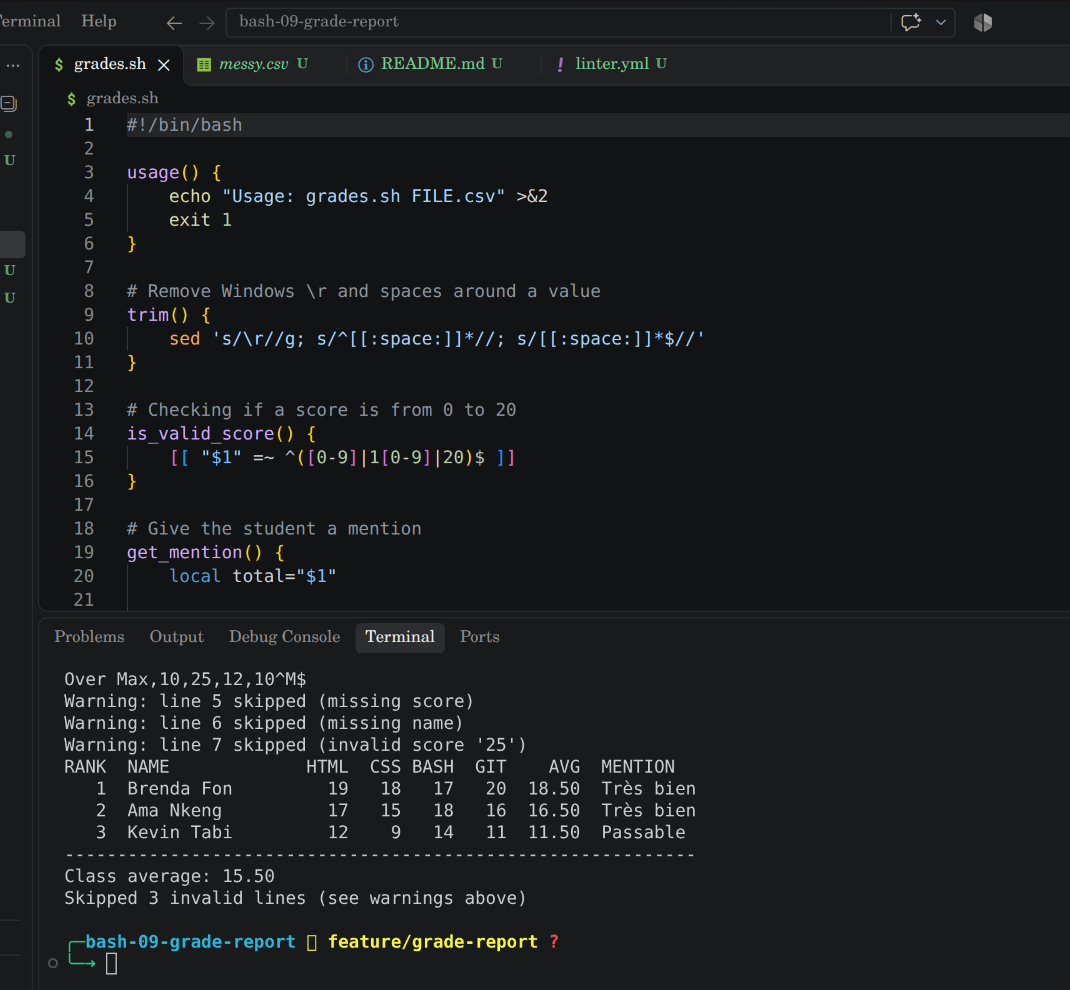 Terminal Help bash-09-grade-report
grades.sh messy.csv U README.md U linter.yml U
$ grades.sh
1 #!/bin/bash
2
3 usage() {
4 echo "Usage: grades.sh FILE.csv" >&2
5 exit 1
6 }
7
8 # Remove Windows \r and spaces around a value
9 trim() {
10 sed 's/\r//g; s/^[[:space:]]*//; s/[[:space:]]*$//'
11 }
12
13 # Checking if a score is from 0 to 20
14 is_valid_score() {
15 [[ "$1" =~ ^([0-9]|1[0-9]|20)$ ]]
16 }
17
18 # Give the student a mention
19 get_mention() {
20 local total="$1"
21
U
U
U
Problems Output Debug Console Terminal Ports
Over Max,10,25,12,10^M$
Warning: line 5 skipped (missing score)
Warning: line 6 skipped (missing name)
Warning: line 7 skipped (invalid score '25')
RANK NAME HTML CSS BASH GIT AVG MENTION
1 Brenda Fon 19 18 17 20 18.50 Très bien
2 Ama Nkeng 17 15 18 16 16.50 Très bien
3 Kevin Tabi 12 9 14 11 11.50 Passable
------------------------------------------------------------
Class average: 15.50
Skipped 3 invalid lines (see warnings above)
bash-09-grade-report feature/grade-report ?